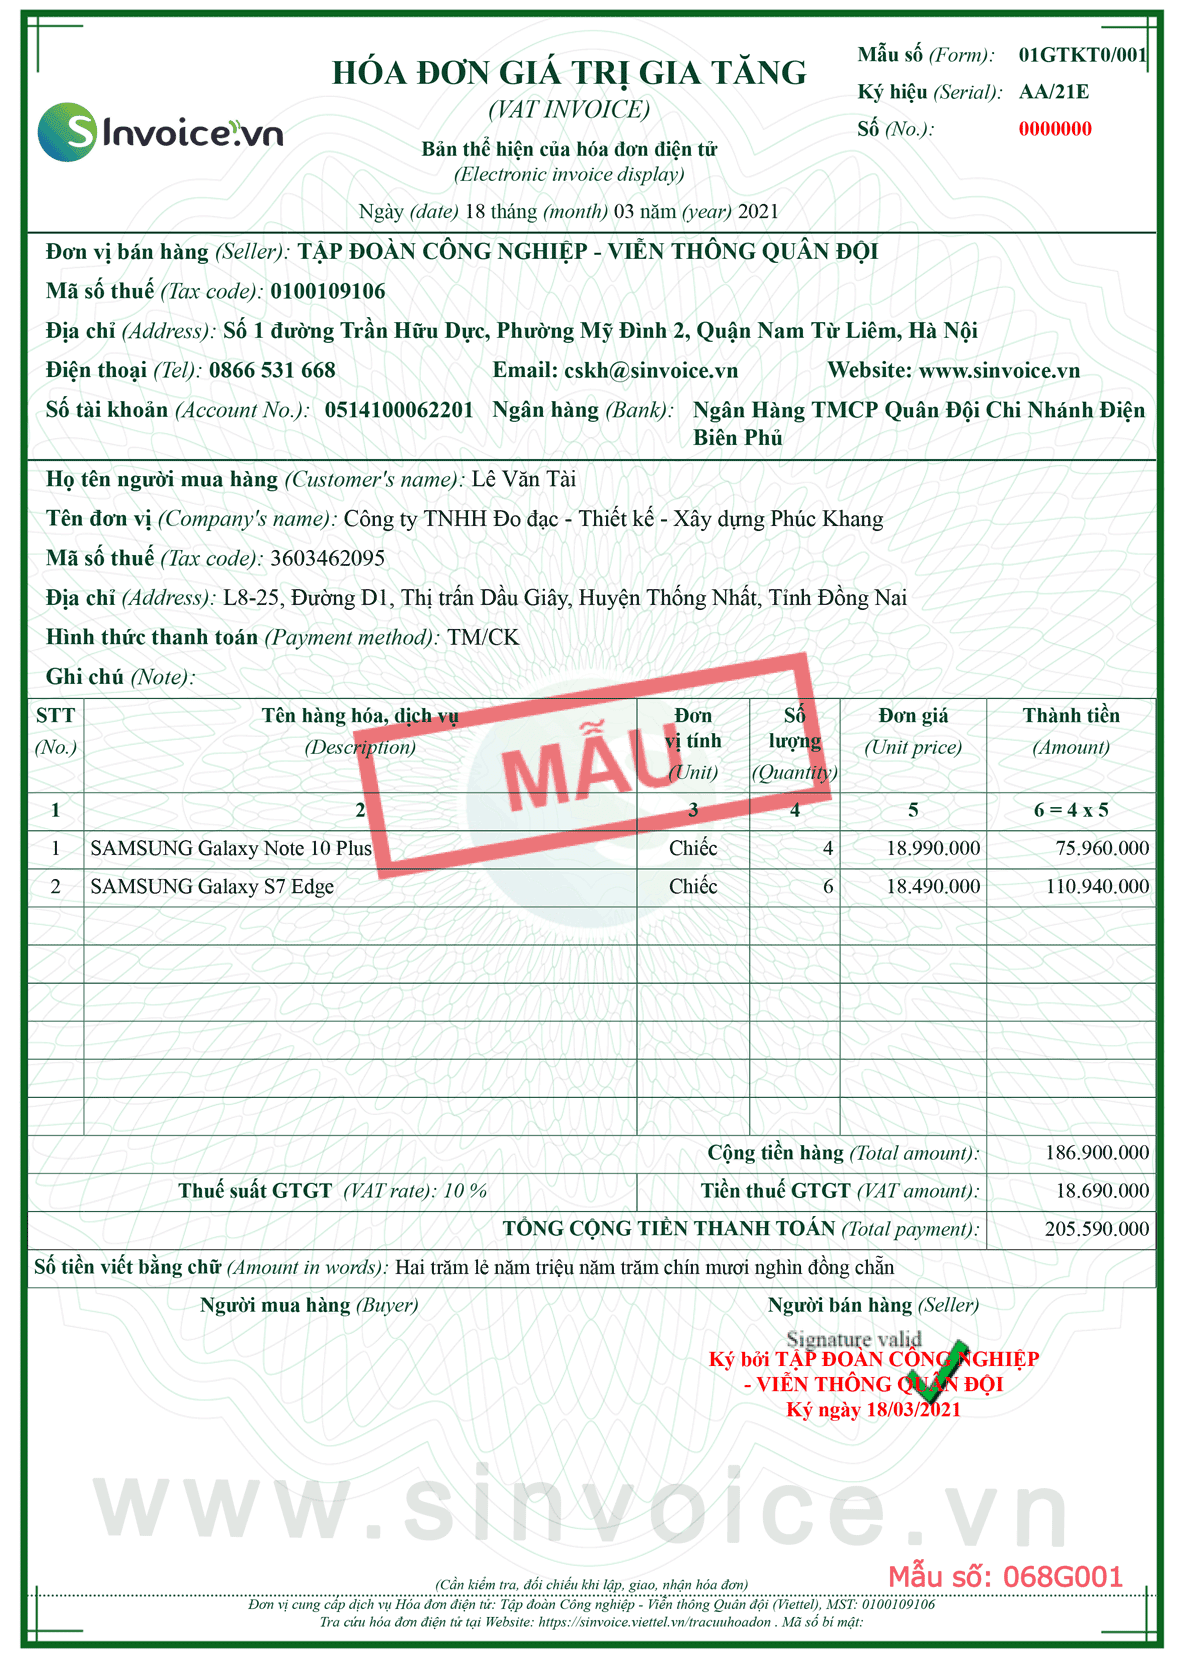 HÓA ĐƠN GIÁ TRỊ GIA TĂNG
(VAT INVOICE)
Bản thể hiện của hóa đơn điện tử
(Electronic invoice display)
Ngày (date) 18 tháng (month) 03 năm (year) 2021
Mẫu số (Form): 01GTKT0/001
Ký hiệu (Serial): AA/21E
Số (No.): 0000000
S Invoice.vn
Đơn vị bán hàng (Seller): TẬP ĐOÀN CÔNG NGHIỆP - VIỄN THÔNG QUÂN ĐỘI
Mã số thuế (Tax code): 0100109106
Địa chỉ (Address): Số 1 đường Trần Hữu Dực, Phường Mỹ Đình 2, Quận Nam Từ Liêm, Hà Nội
Điện thoại (Tel): 0866 531 668 Email: cskh@sinvoice.vn Website: www.sinvoice.vn
Số tài khoản (Account No.): 0514100062201 Ngân hàng (Bank): Ngân Hàng TMCP Quân Đội Chi Nhánh Điện
Biên Phủ
Họ tên người mua hàng (Customer's name): Lê Văn Tài
Tên đơn vị (Company's name): Công ty TNHH Đo đạc - Thiết kế - Xây dựng Phúc Khang
Mã số thuế (Tax code): 3603462095
Địa chỉ (Address): L8-25, Đường D1, Thị trấn Dầu Giây, Huyện Thống Nhất, Tỉnh Đồng Nai
Hình thức thanh toán (Payment method): TM/CK
Ghi chú (Note):
MẪU
STT Tên hàng hóa, dịch vụ Đơn Số Đơn giá Thành tiền
vị tính lượng
(No.) (Description) (Unit) (Quantity) (Unit price) (Amount)
1 2 3 4 5 6 = 4 x 5
1 SAMSUNG Galaxy Note 10 Plus Chiếc 4 18.990.000 75.960.000
2 SAMSUNG Galaxy S7 Edge Chiếc 6 18.490.000 110.940.000
Cộng tiền hàng (Total amount): 186.900.000
Thuế suất GTGT (VAT rate): 10 % Tiền thuế GTGT (VAT amount): 18.690.000
TỔNG CỘNG TIỀN THANH TOÁN (Total payment): 205.590.000
Số tiền viết bằng chữ (Amount in words): Hai trăm lẻ năm triệu năm trăm chín mươi nghìn đồng chẵn
Người mua hàng (Buyer) Người bán hàng (Seller)
Signature valid
Ký bởi TẬP ĐOÀN CÔNG NGHIỆP
- VIỄN THÔNG QUÂN ĐỘI
Ký ngày 18/03/2021
www.sinvoice.vn
Mẫu số: 068G001
(Cần kiểm tra, đối chiếu khi lập, giao, nhận hóa đơn)
Đơn vị cung cấp dịch vụ Hóa đơn điện tử: Tập đoàn Công nghiệp - Viễn thông Quân đội (Viettel), MST: 0100109106
Tra cứu hóa đơn điện tử tại Website: https://sinvoice.viettel.vn/tracuuhoadon . Mã số bí mật: